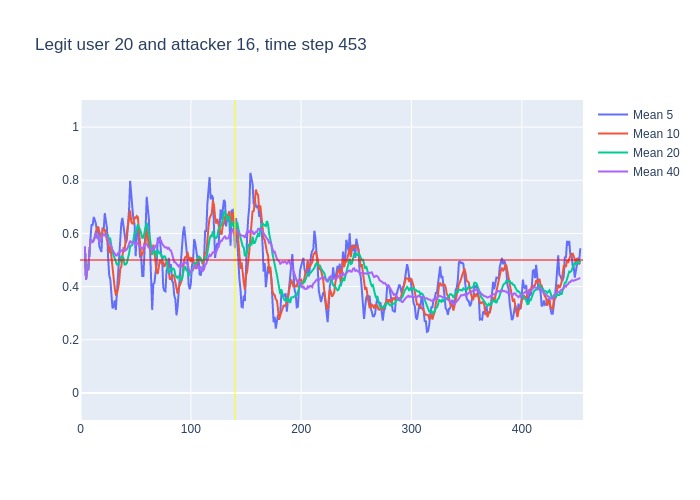 Legit user 20 and attacker 16, time step 453
Mean 5
Mean 10
Mean 20
Mean 40
1
0.8
0.6
0.4
0.2
0
0 100 200 300 400